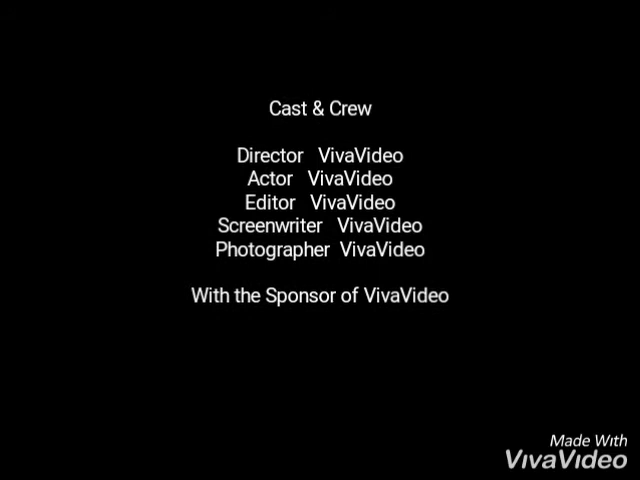 Cast & Crew
Director VivaVideo
Actor VivaVideo
Editor VivaVideo
Screenwriter VivaVideo
Photographer VivaVideo
With the Sponsor of VivaVideo
Made With
VivaVideo